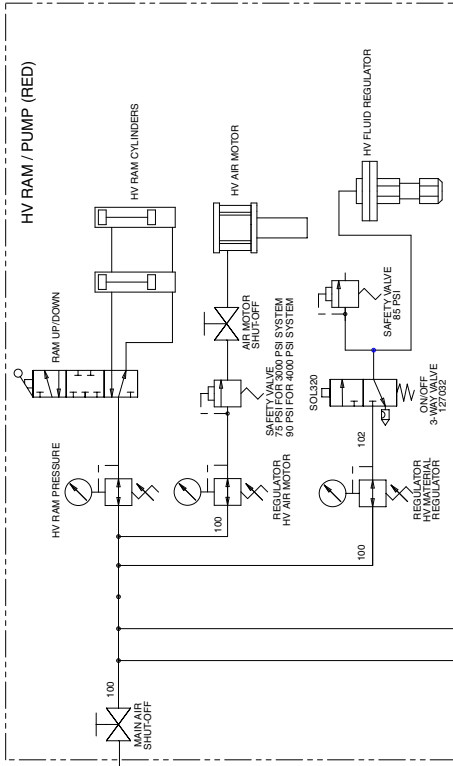 HV RAM / PUMP (RED)
HV RAM CYLINDERS
RAM UP/DOWN
HV RAM PRESSURE
HV AIR MOTOR
AIR MOTOR
SHUT-OFF
SAFETY VALVE
75 PSI FOR 3000 PSI SYSTEM
90 PSI FOR 4000 PSI SYSTEM
REGULATOR
HV AIR MOTOR
100
HV FLUID REGULATOR
SAFETY VALVE
85 PSI
SOL320
ON/OFF
3-WAY VALVE
127032
102
REGULATOR
HV MATERIAL
REGULATOR
100
100
MAIN AIR
SHUT-OFF